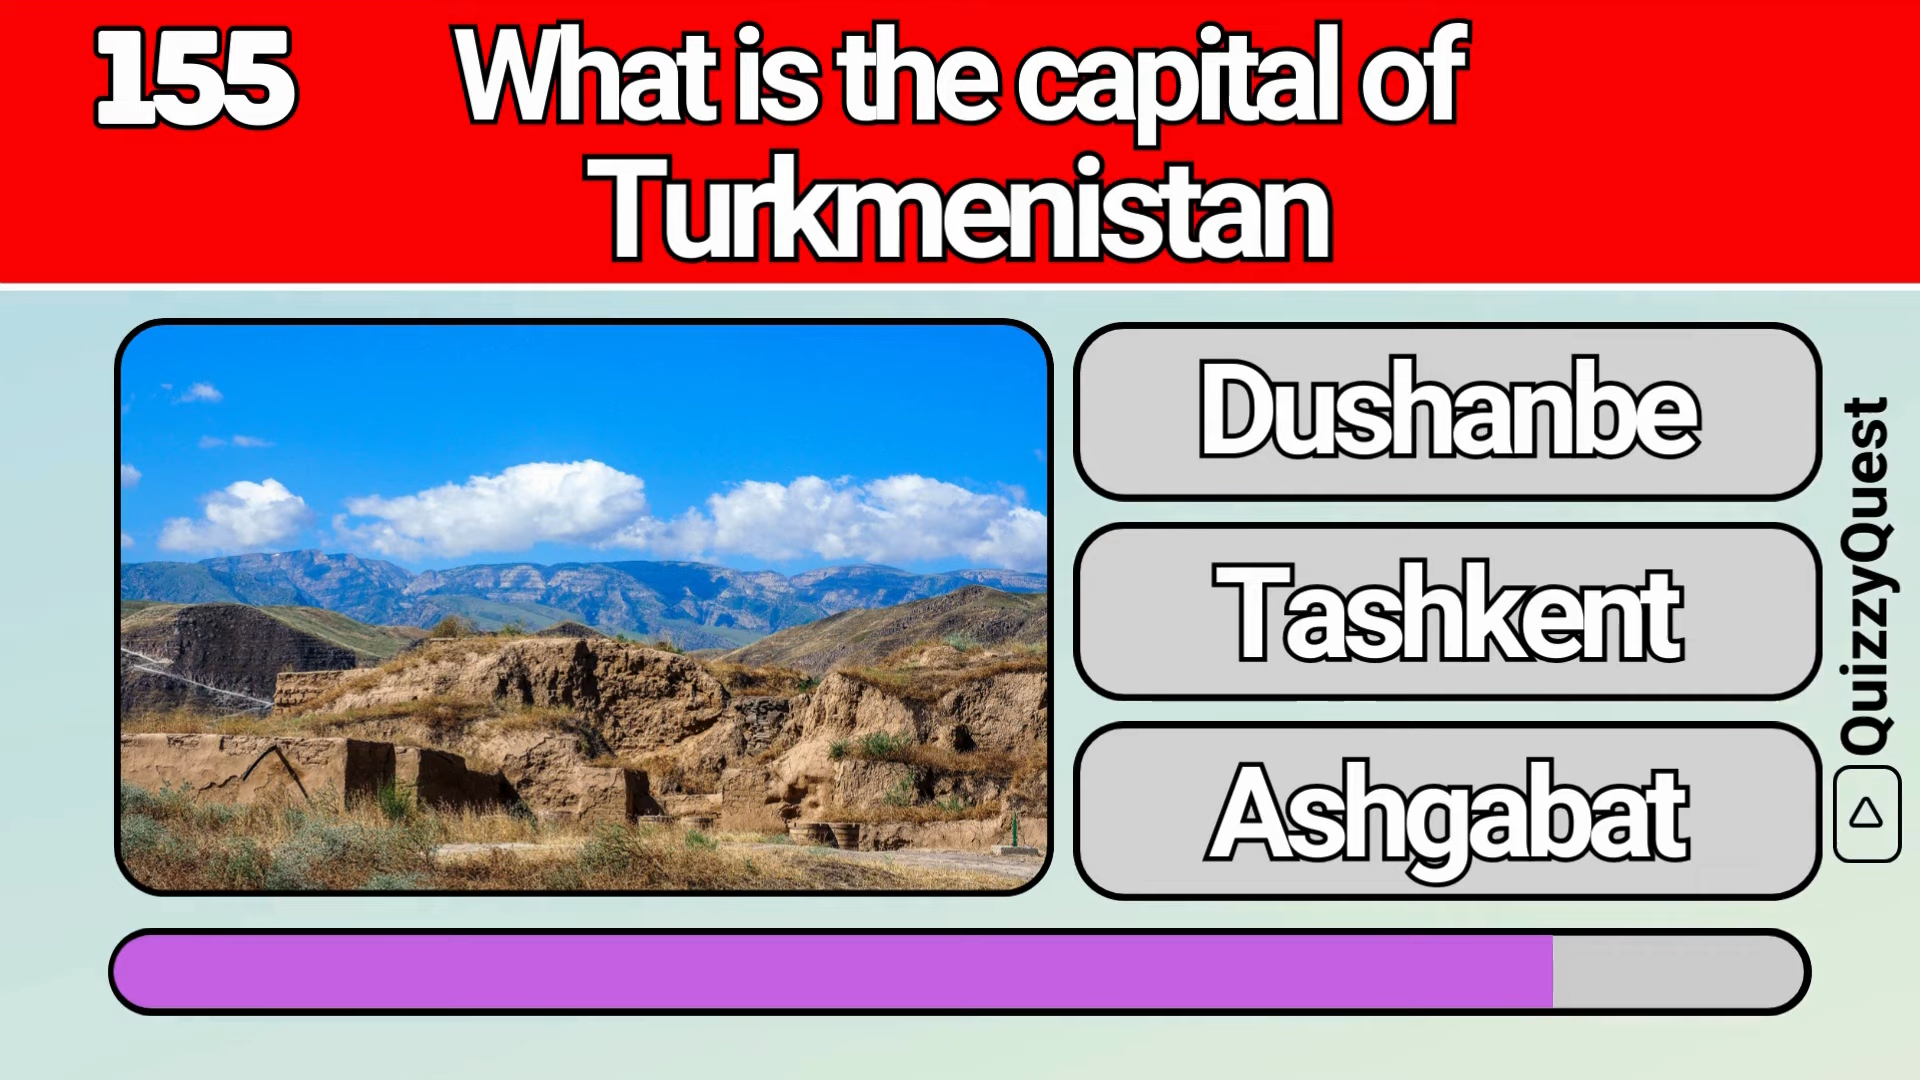 155
What is the capital of
Turkmenistan
Dushanbe
Tashkent
Ashgabat
QuizzyQuest